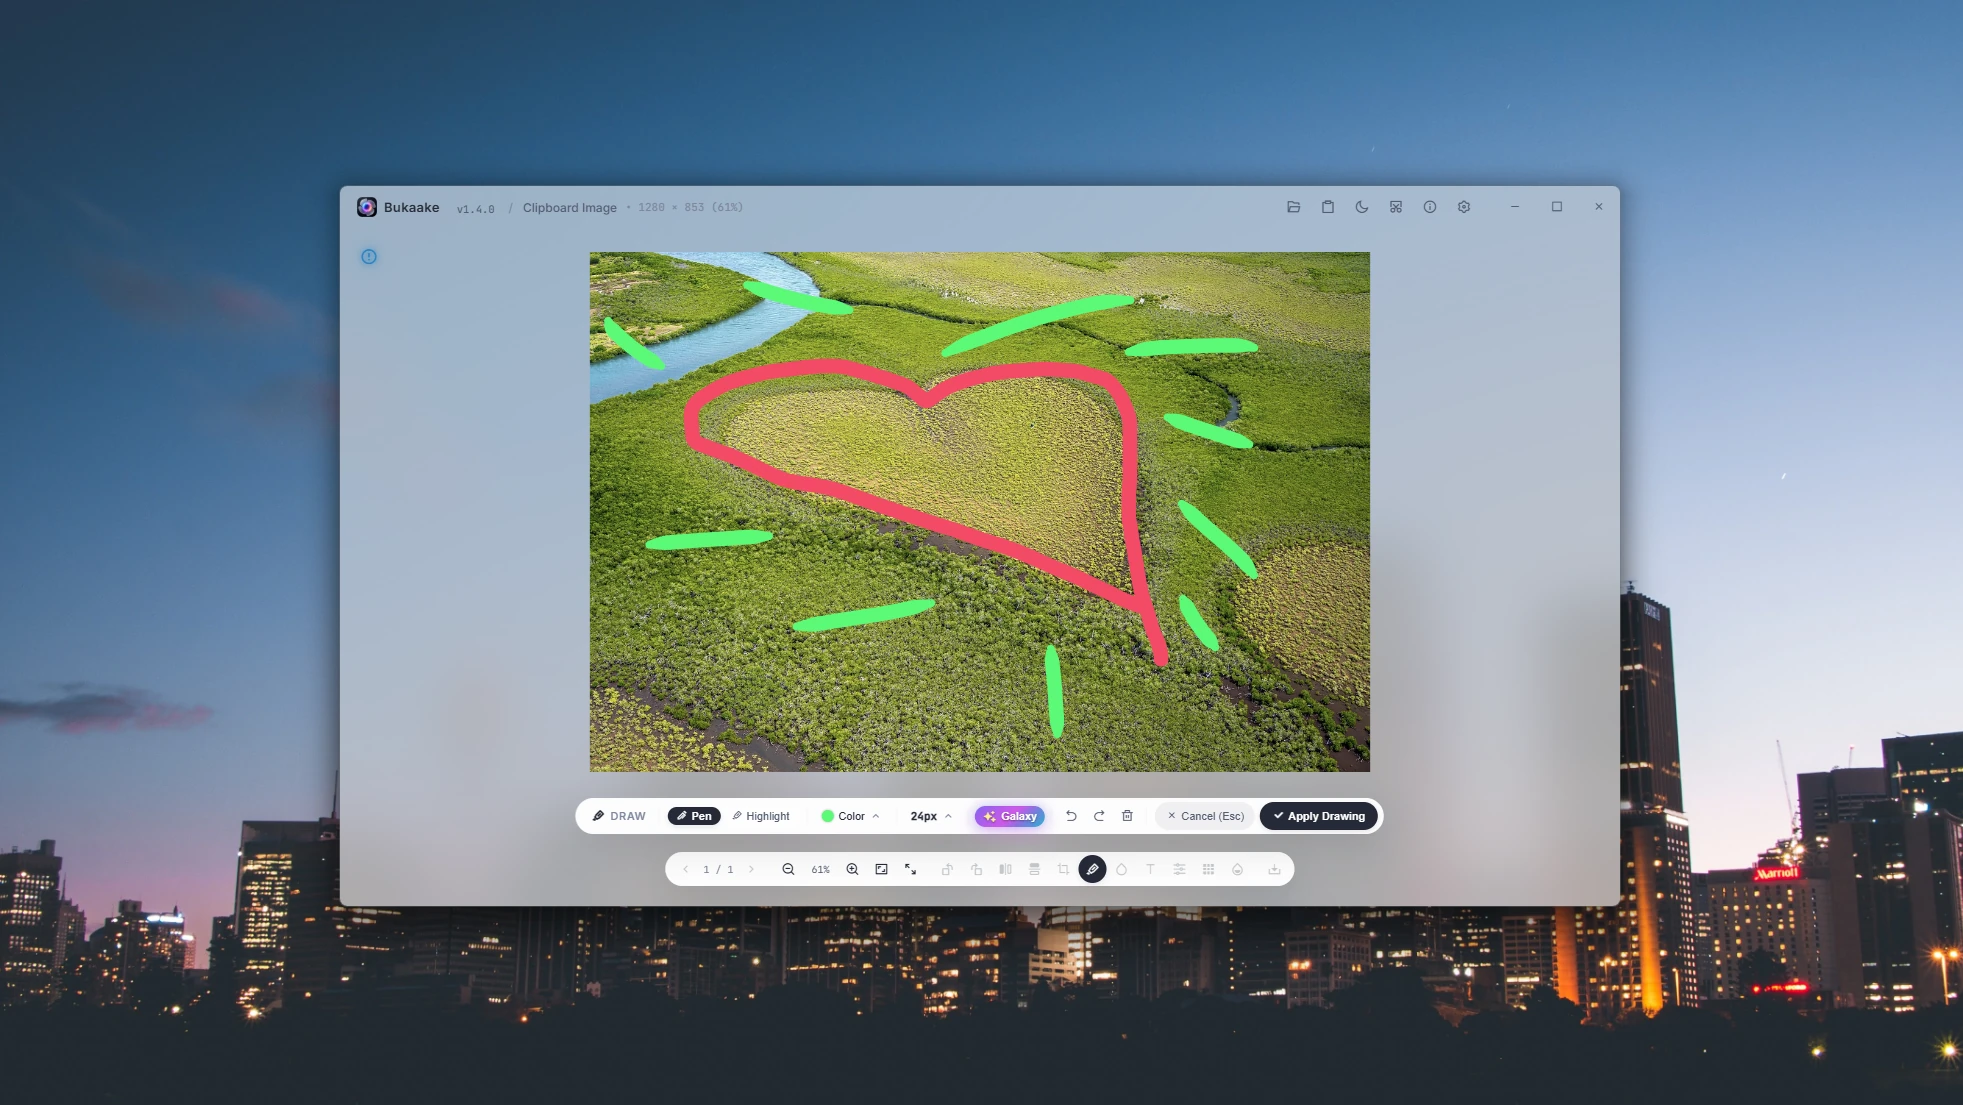 Bukaake v1.4.0 / Clipboard Image • 1280 × 853 (61%)
DRAW Pen Highlight Color 24px Galaxy Cancel (Esc) Apply Drawing
1 / 1 61% T
Marriott